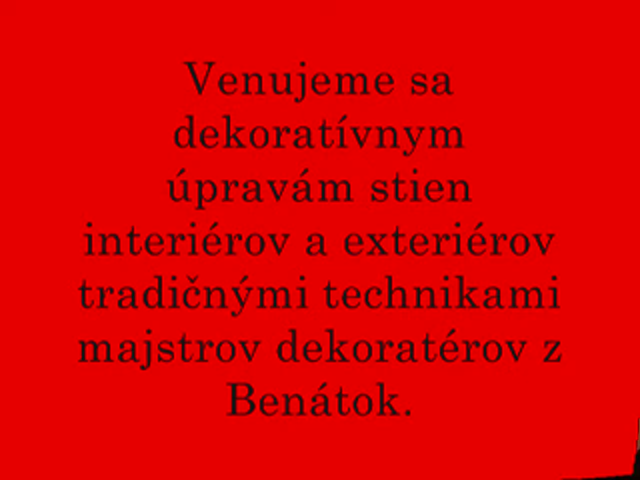 Venujeme sa
dekoratívnym
úpravám stien
interiérov a exteriérov
tradičnými technikami
majstrov dekoratérov z
Benátok.